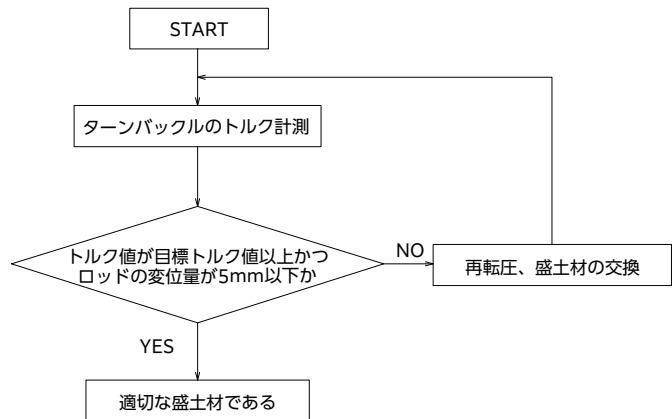 START
ターンバックルのトルク計測
トルク値が目標トルク値以上かつ
ロッドの変位量が5mm以下か
NO
再転圧、盛土材の交換
YES
適切な盛土材である